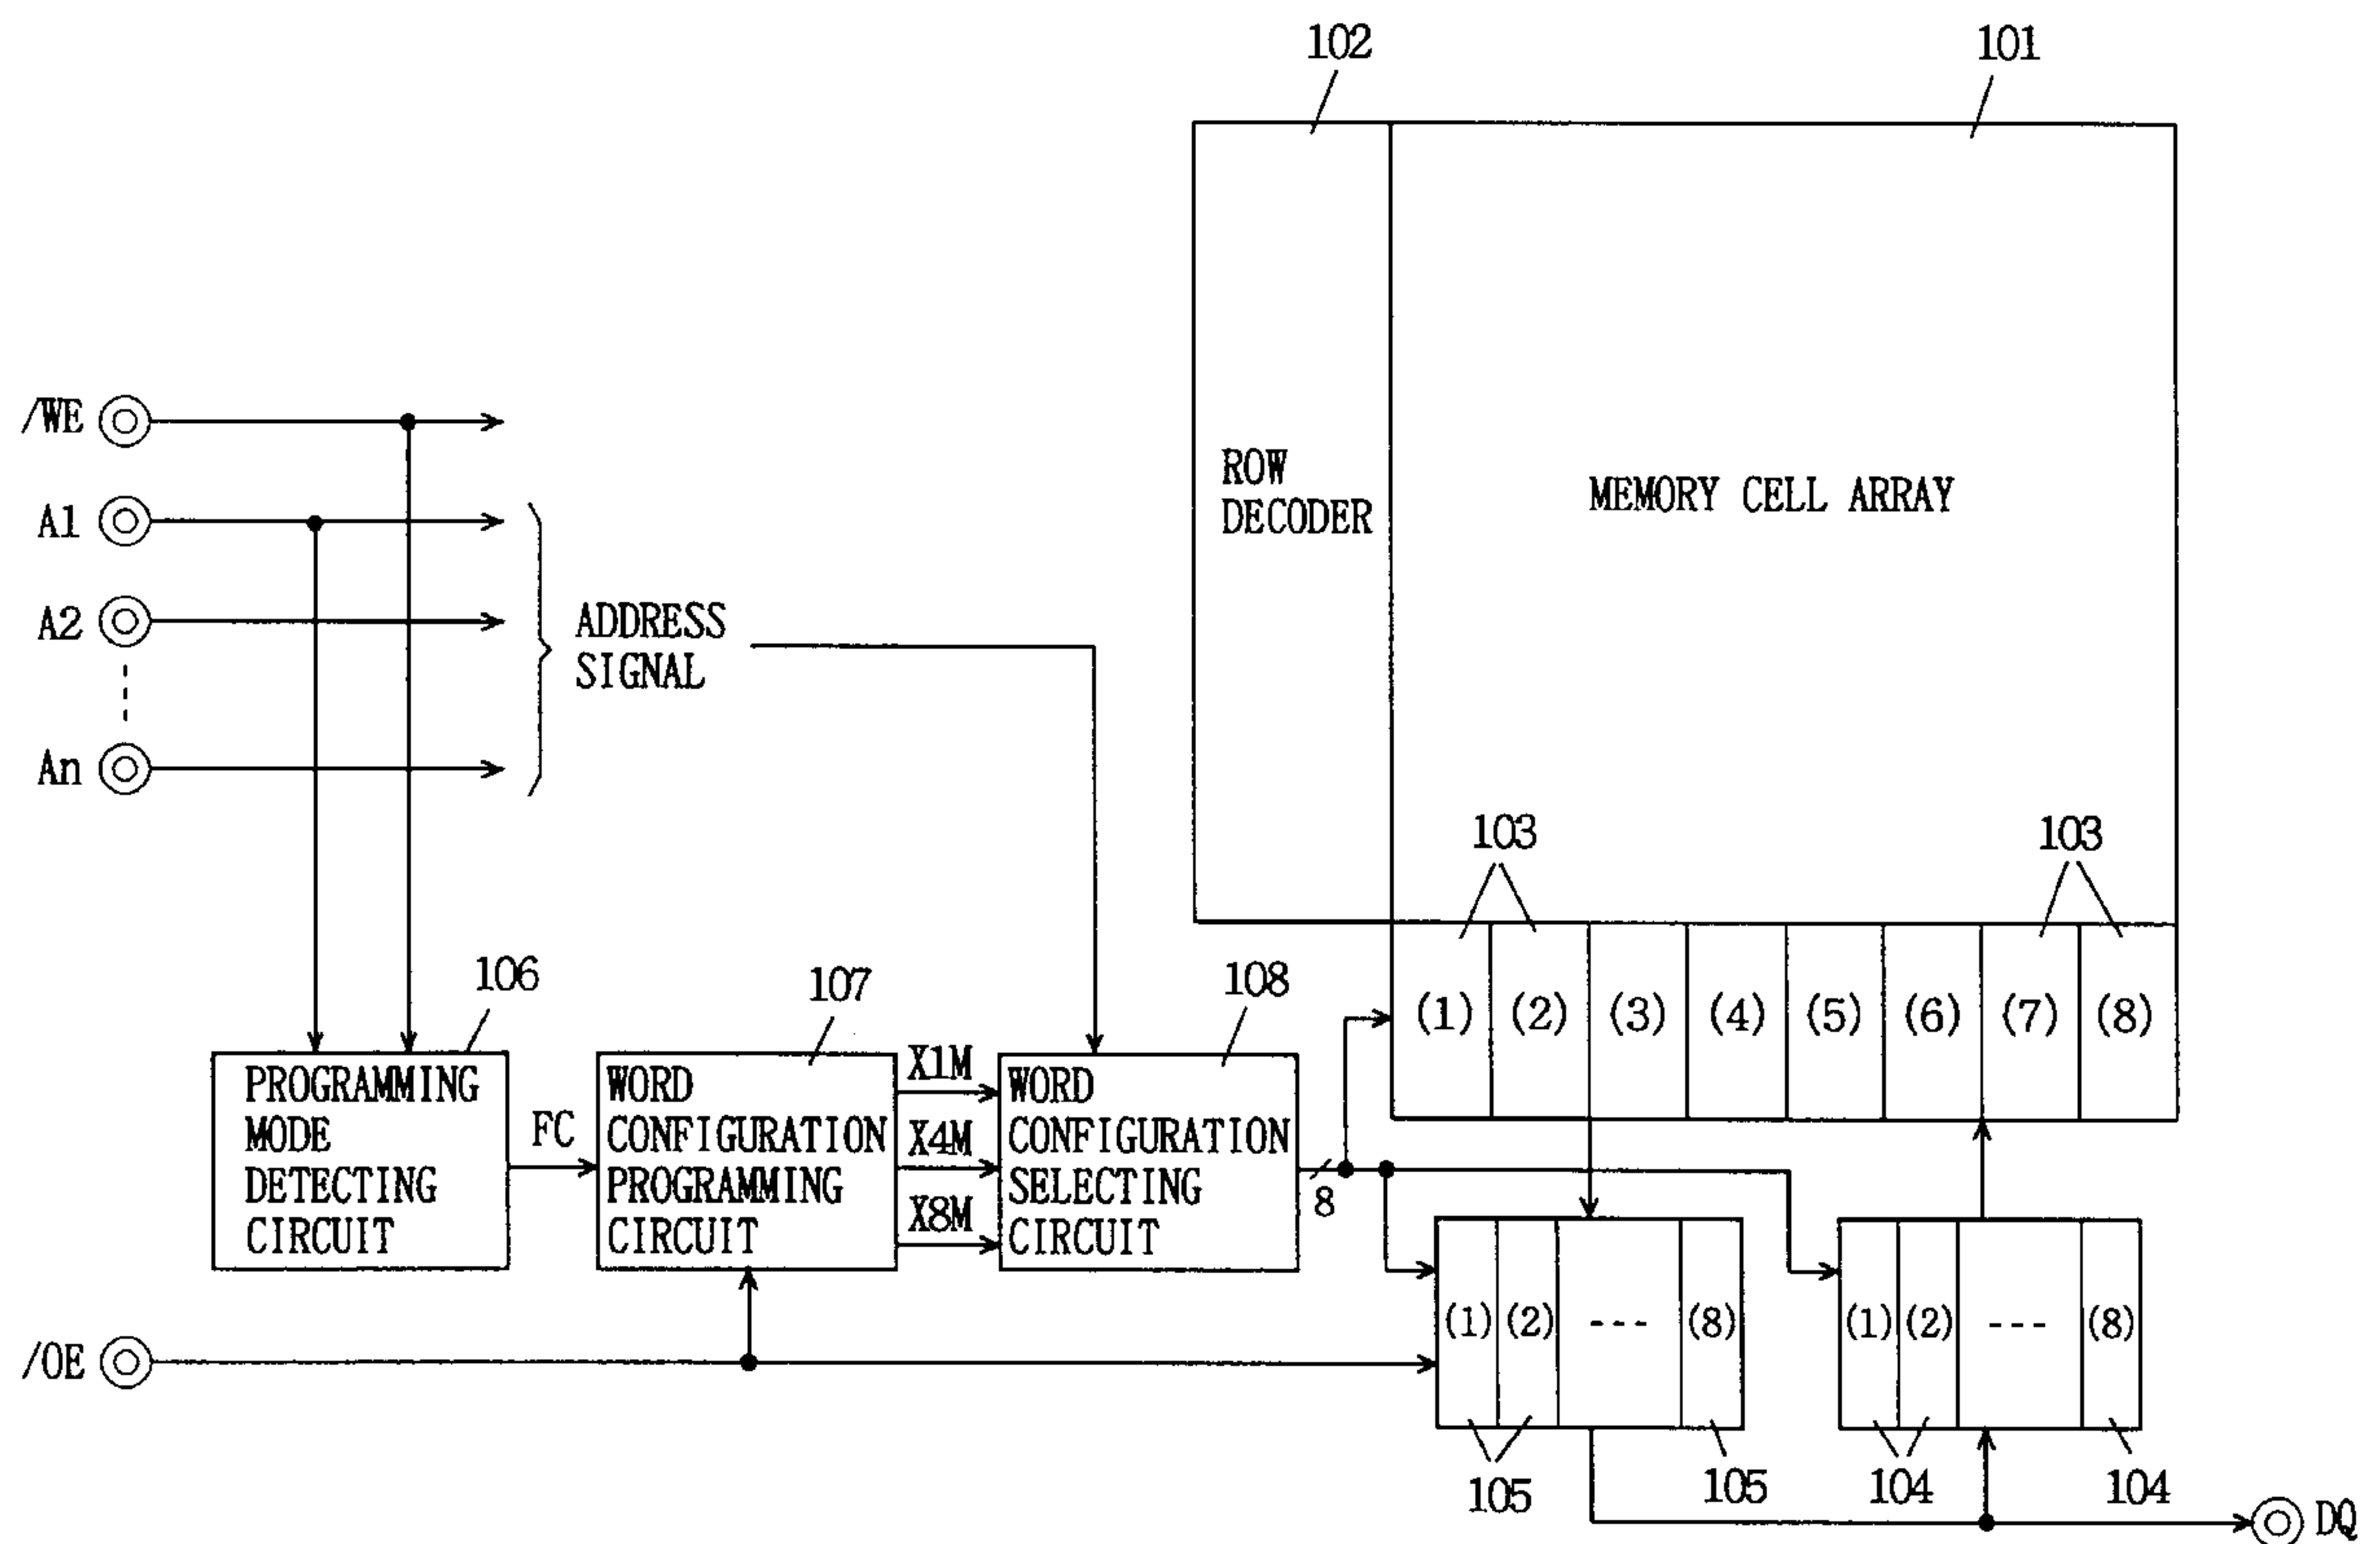 102
101
/WE
A1
A2
An
ADDRESS
SIGNAL
ROW
DECODER
MEMORY CELL ARRAY
103
103
(1) (2) (3) (4) (5) (6) (7) (8)
106
107
108
PROGRAMMING
MODE
DETECTING
CIRCUIT
FC
WORD
CONFIGURATION
PROGRAMMING
CIRCUIT
X1M
X4M
X8M
WORD
CONFIGURATION
SELECTING
CIRCUIT
8
(1) (2) --- (8)
(1) (2) --- (8)
/OE
105
105
104
104
DQ